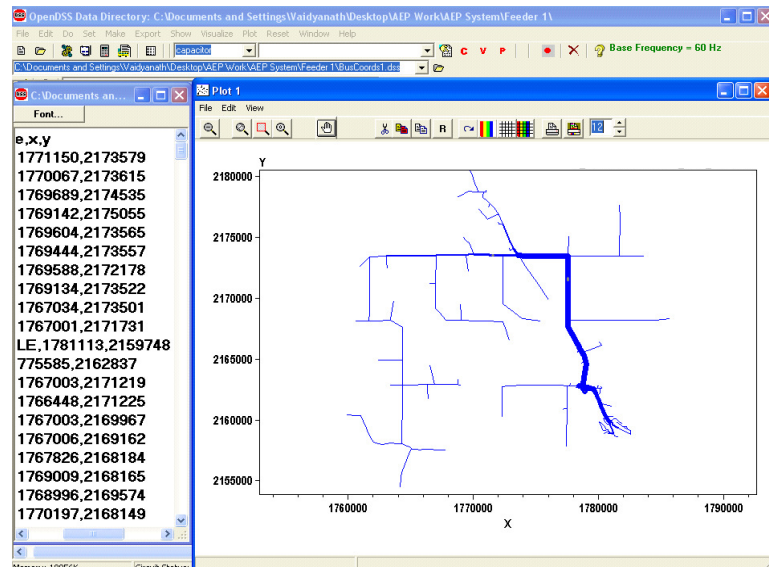 OpenDSS Data Directory: C:\Documents and Settings\Vaidyanath\Desktop\AEP Work\AEP System\Feeder 1\
File Edit Do Set Make Export Show Visualize Plot Reset Window Help
capacitor
C V P
Base Frequency = 60 Hz
C:\Documents and Settings\Vaidyanath\Desktop\AEP Work\AEP System\Feeder 1\BusCoords1.dss
C:\Documents an...
Font...
e,x,y
1771150,2173579
1770067,2173615
1769689,2174535
1769142,2175055
1769604,2173565
1769444,2173557
1769588,2172178
1769134,2173522
1767034,2173501
1767001,2171731
LE,1781113,2159748
775585,2162837
1767003,2171219
1766448,2171225
1767003,2169967
1767006,2169162
1767826,2168184
1769009,2168165
1768996,2169574
1770197,2168149
Plot 1
File Edit View
R
12
Y
2180000
2175000
2170000
2165000
2160000
2155000
1760000 1770000 1780000 1790000
X